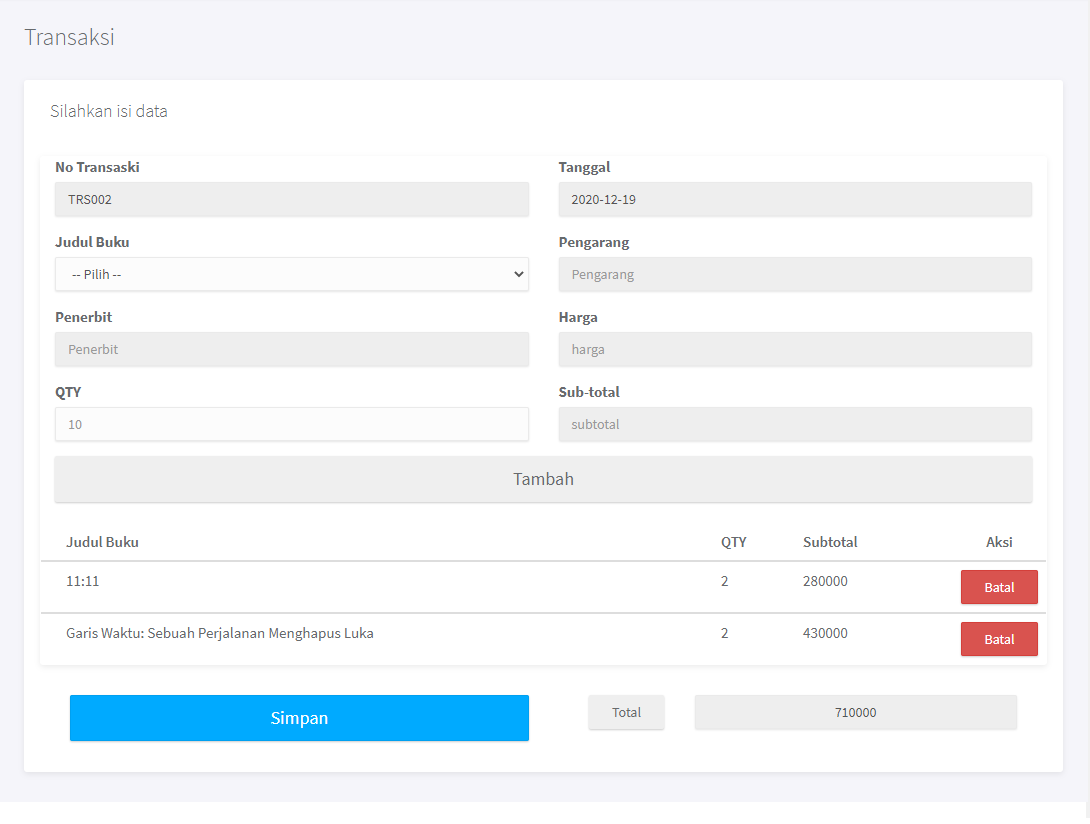 Transaksi
Silahkan isi data
No Transaski
Tanggal
TRS002
2020-12-19
Judul Buku
Pengarang
-- Pilih --
Pengarang
Penerbit
Harga
Penerbit
harga
QTY
Sub-total
10
subtotal
Tambah
Judul Buku QTY Subtotal Aksi
11:11 2 280000 Batal
Garis Waktu: Sebuah Perjalanan Menghapus Luka 2 430000 Batal
Simpan Total 710000